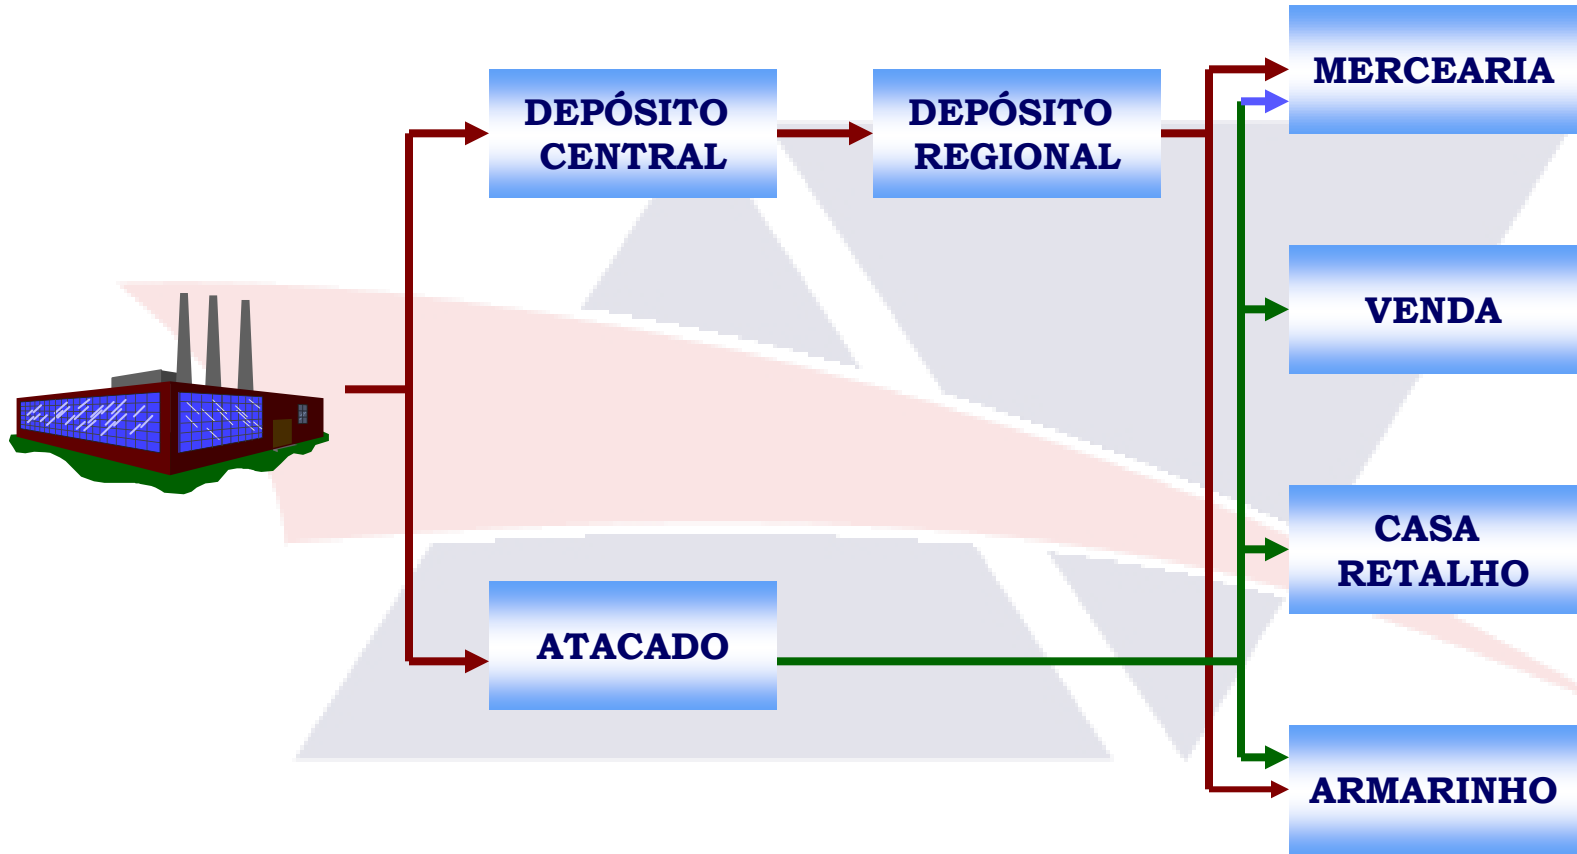 DEPÓSITO
CENTRAL
DEPÓSITO
REGIONAL
MERCEARIA
VENDA
CASA
RETALHO
ATACADO
ARMARINHO